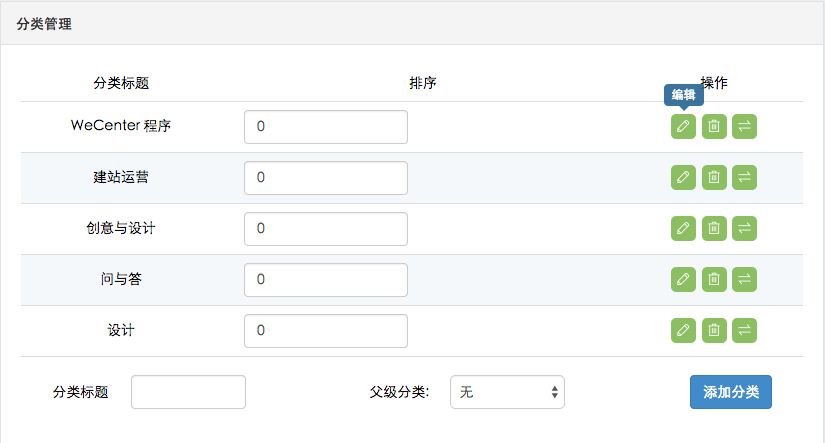 分类管理
分类标题 排序 操作
编辑
WeCenter 程序 0
建站运营 0
创意与设计 0
问与答 0
设计 0
分类标题 父级分类: 无 添加分类